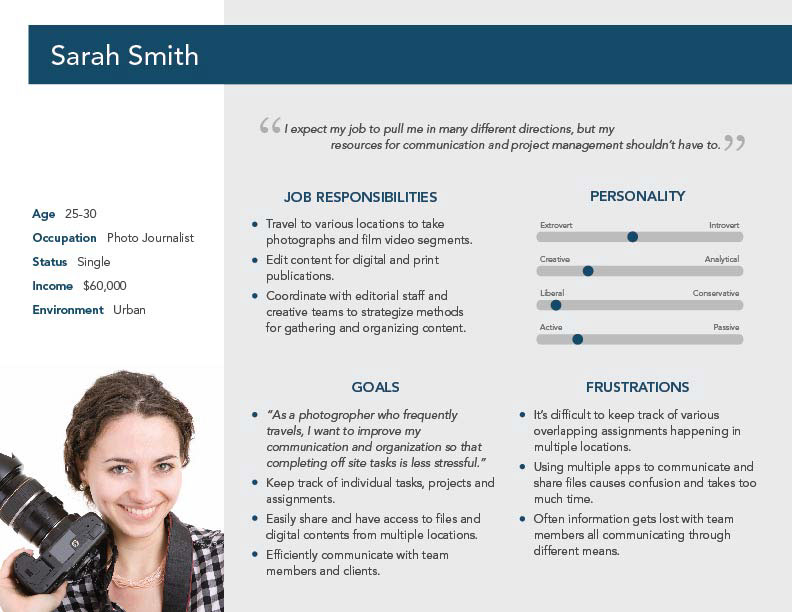 Sarah Smith
“ I expect my job to pull me in many different directions, but my
resources for communication and project management shouldn’t have to. ”
Age 25-30
Occupation Photo Journalist
Status Single
Income $60,000
Environment Urban
JOB RESPONSIBILITIES
• Travel to various locations to take
photographs and film video segments.
• Edit content for digital and print
publications.
• Coordinate with editorial staff and
creative teams to strategize methods
for gathering and organizing content.
PERSONALITY
Extrovert Introvert
Creative Analytical
Liberal Conservative
Active Passive
GOALS
• “As a photogropher who frequently
travels, I want to improve my
communication and organization so that
completing off site tasks is less stressful.”
• Keep track of individual tasks, projects and
assignments.
• Easily share and have access to files and
digital contents from multiple locations.
• Efficiently communicate with team
members and clients.
FRUSTRATIONS
• It’s difficult to keep track of various
overlapping assignments happening in
multiple locations.
• Using multiple apps to communicate and
share files causes confusion and takes too
much time.
• Often information gets lost with team
members all communicating through
different means.